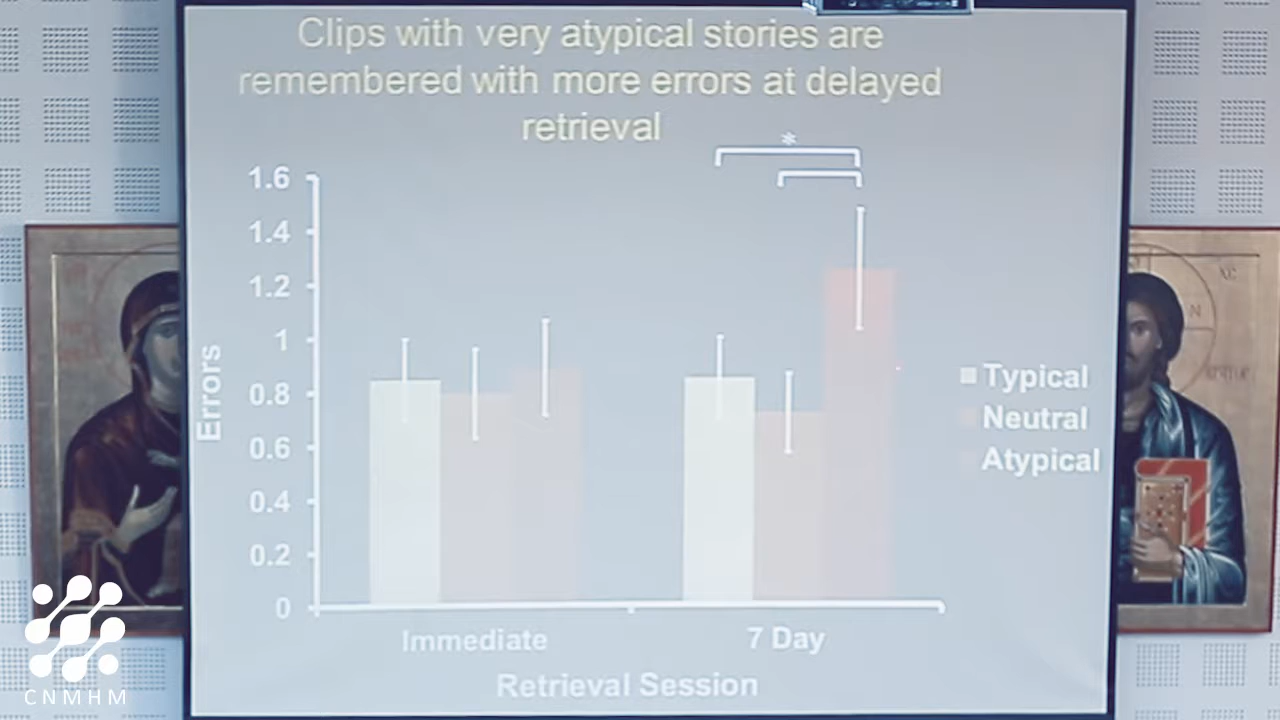 Clips with very atypical stories are
remembered with more errors at delayed
retrieval
*
1.6
1.4
1.2
1
0.8
0.6
0.4
0.2
0
Errors
Typical
Neutral
Atypical
Immediate
7 Day
Retrieval Session
CNMHM